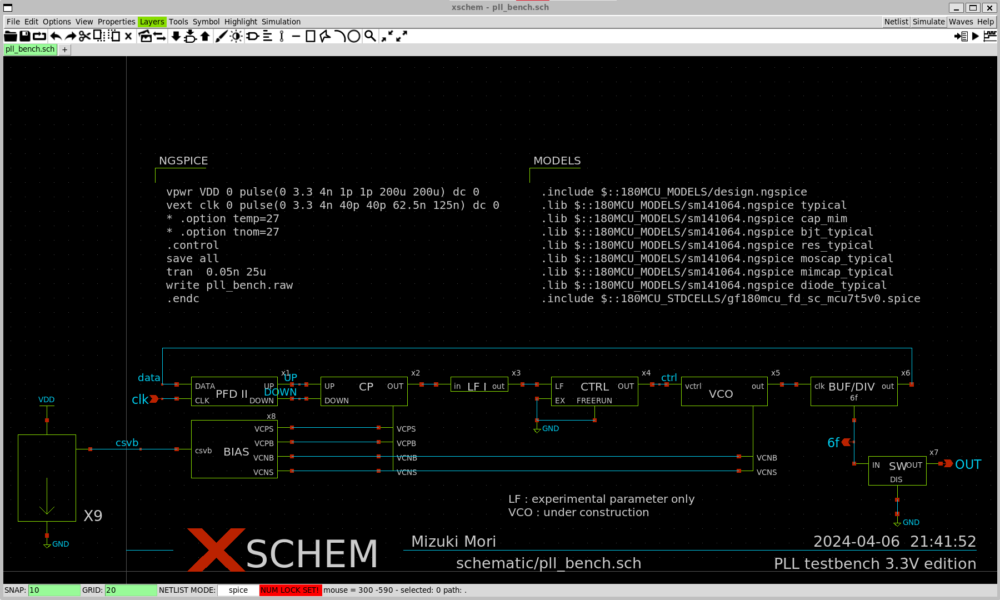 xschem - pll_bench.sch
File Edit Options View Properties Layers Tools Symbol Highlight Simulation Netlist Simulate Waves Help
pll_bench.sch +
NGSPICE
vpwr VDD 0 pulse(0 3.3 4n 1p 1p 200u 200u) dc 0
vext clk 0 pulse(0 3.3 4n 40p 40p 62.5n 125n) dc 0
* .option temp=27
* .option tnom=27
.control
save all
tran  0.05n 25u
write pll_bench.raw
.endc
MODELS
.include $::180MCU_MODELS/design.ngspice
.lib $::180MCU_MODELS/sm141064.ngspice typical
.lib $::180MCU_MODELS/sm141064.ngspice cap_mim
.lib $::180MCU_MODELS/sm141064.ngspice bjt_typical
.lib $::180MCU_MODELS/sm141064.ngspice res_typical
.lib $::180MCU_MODELS/sm141064.ngspice moscap_typical
.lib $::180MCU_MODELS/sm141064.ngspice mimcap_typical
.lib $::180MCU_MODELS/sm141064.ngspice diode_typical
.include $::180MCU_STDCELLS/gf180mcu_fd_sc_mcu7t5v0.spice
x1 x2 x3 x4 x5 x6
data UP ctrl
DATA UP UP CP OUT in LF I out LF CTRL OUT vctrl out clk BUF/DIV out
PFD II DOWN VCO 6f
clk CLK DOWN DOWN EX FREERUN
VDD
x8
VCPS VCPS GND
csvb VCPB VCPB 6f
csvb BIAS x7
VCNB VCNB VCNB
IN SW OUT OUT
VCNS VCNS VCNS
DIS
LF : experimental parameter only
VCO : under construction
X9
GND
GND
XSCHEM
Mizuki Mori 2024-04-06  21:41:52
schematic/pll_bench.sch PLL testbench 3.3V edition
SNAP: 10 GRID: 20 NETLIST MODE: spice NUM LOCK SET! mouse = 300 -590 - selected: 0 path: .